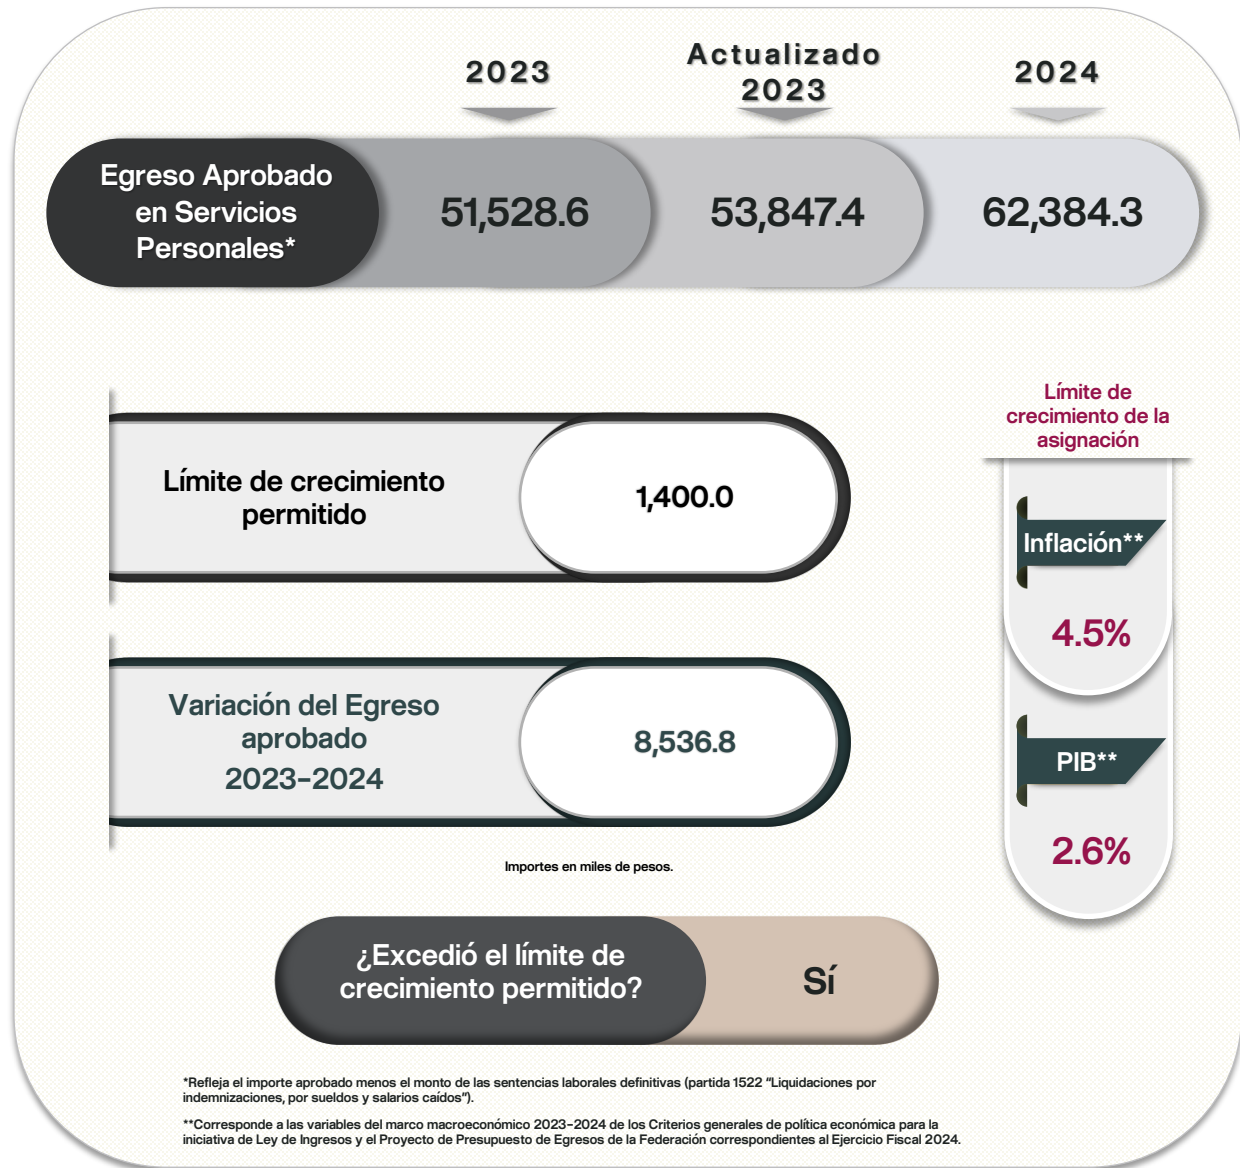 2023
Actualizado
2023
2024
Egreso Aprobado
en Servicios
Personales*
51,528.6
53,847.4
62,384.3
Límite de crecimiento
permitido
1,400.0
Variación del Egreso
aprobado
2023-2024
8,536.8
Límite de
crecimiento de la
asignación
Inflación**
4.5%
PIB**
2.6%
Importes en miles de pesos.
¿Excedió el límite de
crecimiento permitido?
Sí
*Refleja el importe aprobado menos el monto de las sentencias laborales definitivas (partida 1522 "Liquidaciones por
indemnizaciones, por sueldos y salarios caídos").
**Corresponde a las variables del marco macroeconómico 2023-2024 de los Criterios generales de política económica para la
iniciativa de Ley de Ingresos y el Proyecto de Presupuesto de Egresos de la Federación correspondientes al Ejercicio Fiscal 2024.